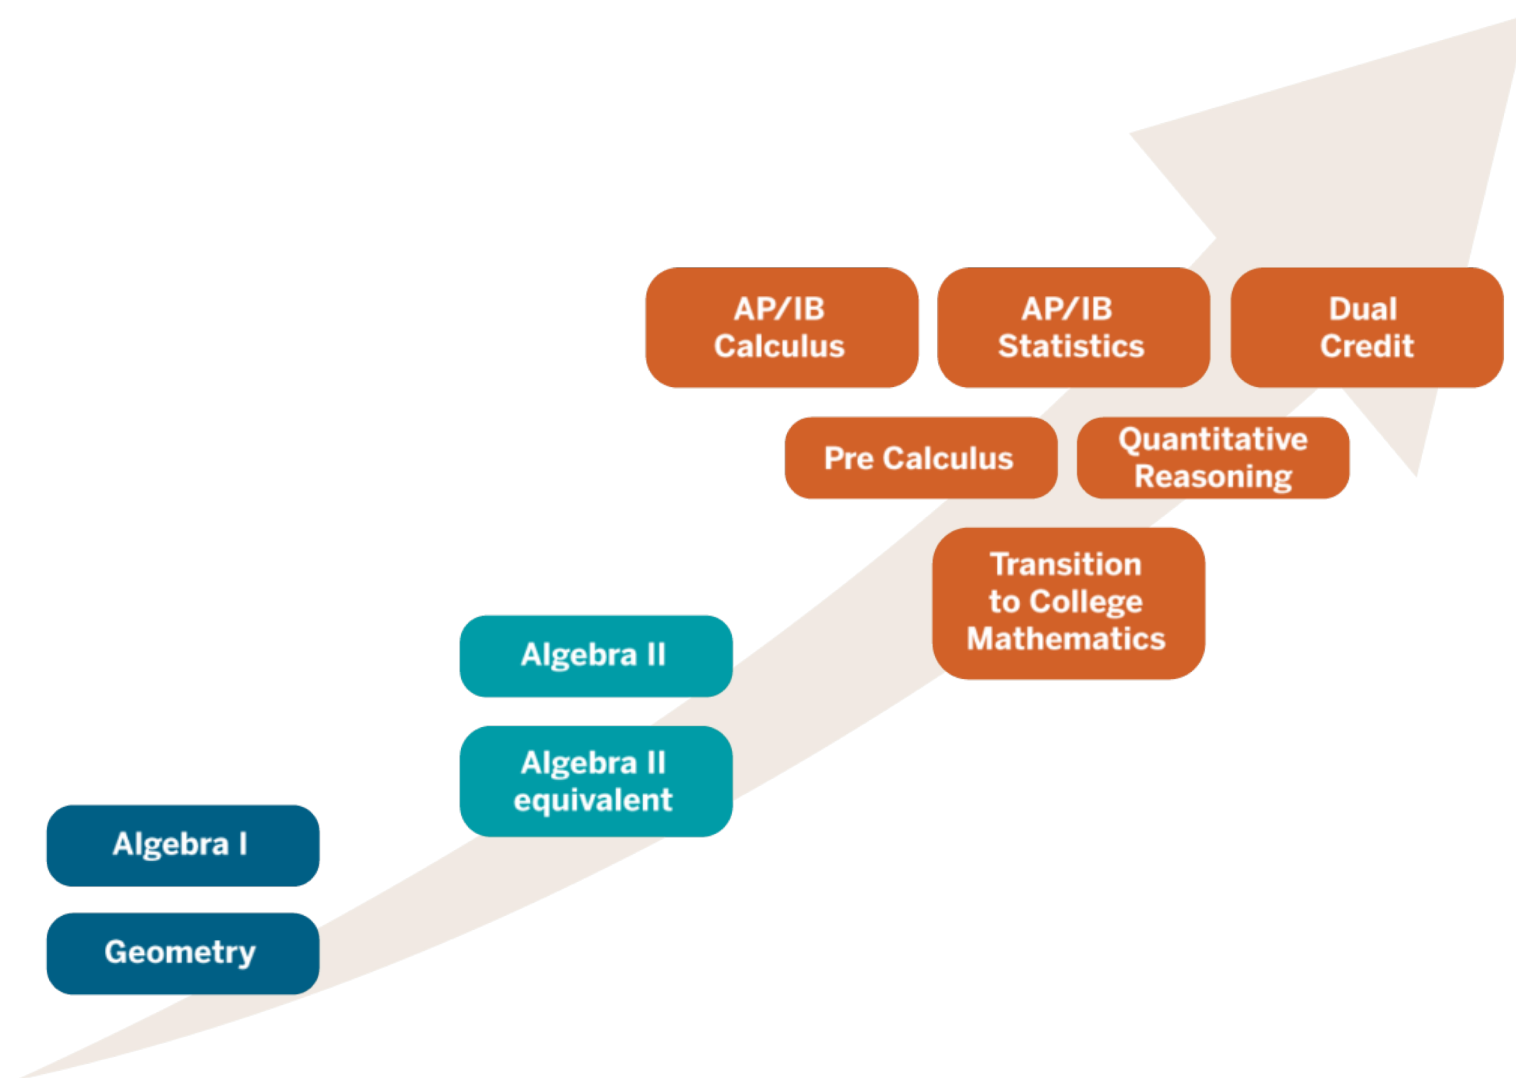 AP/IB
Calculus
AP/IB
Statistics
Dual
Credit
Pre Calculus
Quantitative
Reasoning
Transition
to College
Mathematics
Algebra II
Algebra II
equivalent
Algebra I
Geometry